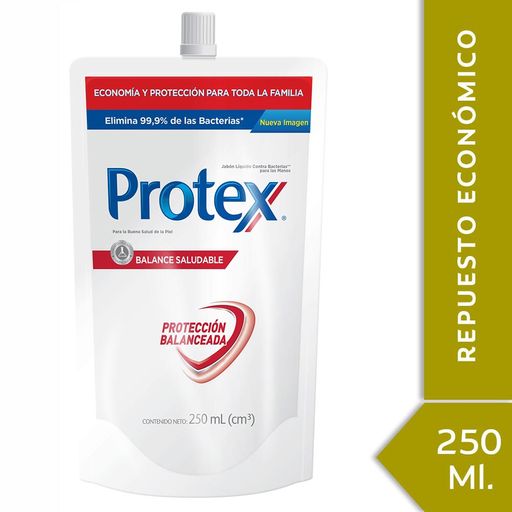 ECONOMÍA Y PROTECCIÓN PARA TODA LA FAMILIA
Elimina 99,9% de las Bacterias*
Nueva Imagen
Jabón Líquido Contra Bacterias**
para las Manos
Protex®
Para la Buena Salud de la Piel
BALANCE SALUDABLE
PROTECCIÓN
BALANCEADA
CONTENIDO NETO: 250 mL (cm³)
REPUESTO ECONÓMICO
250
Ml.